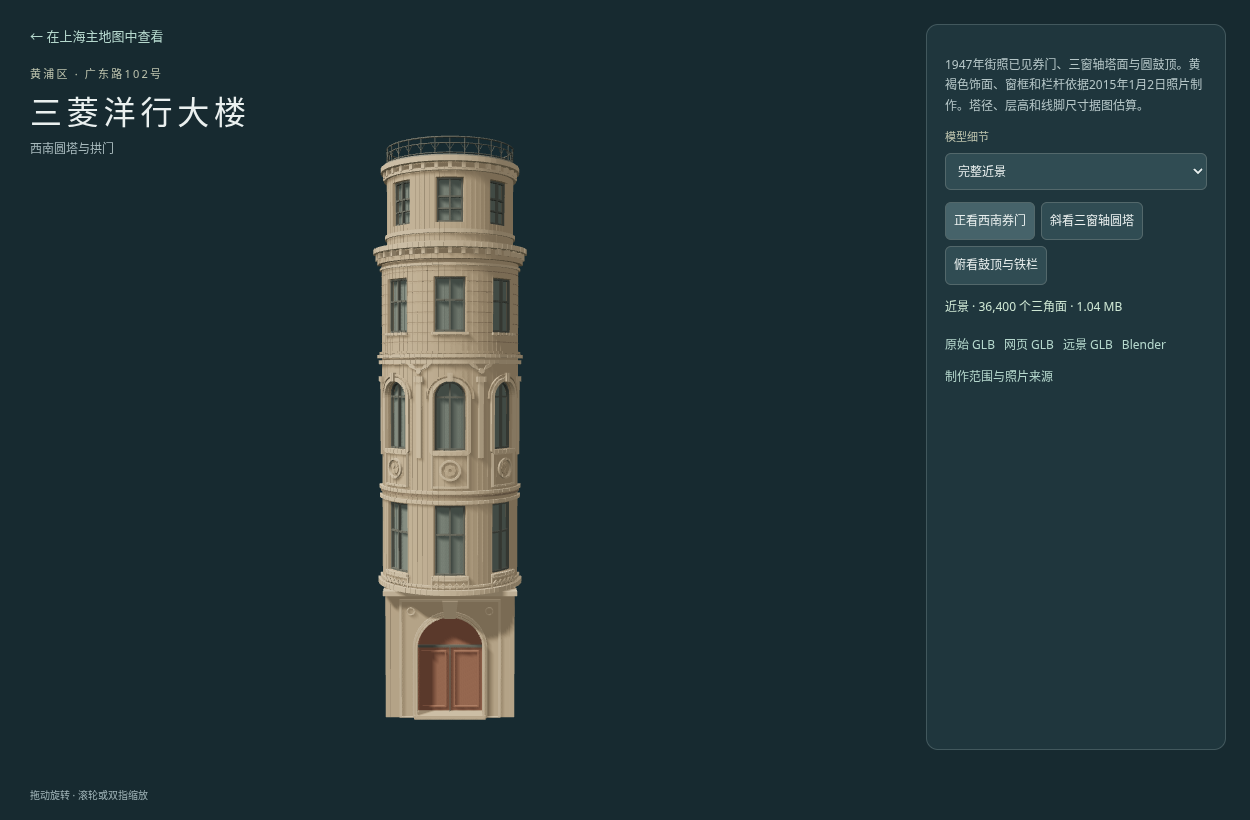 ← 在上海主地图中查看
黄浦区 · 广东路102号
三菱洋行大楼
西南圆塔与拱门
1947年街照已见券门、三窗轴塔面与圆鼓顶。黄
褐色饰面、窗框和栏杆依据2015年1月2日照片制
作。塔径、层高和线脚尺寸据图估算。
模型细节
完整近景
正看西南券门
斜看三窗轴圆塔
俯看鼓顶与铁栏
近景 · 36,400 个三角面 · 1.04 MB
原始 GLB 网页 GLB 远景 GLB Blender
制作范围与照片来源
拖动旋转 · 滚轮或双指缩放